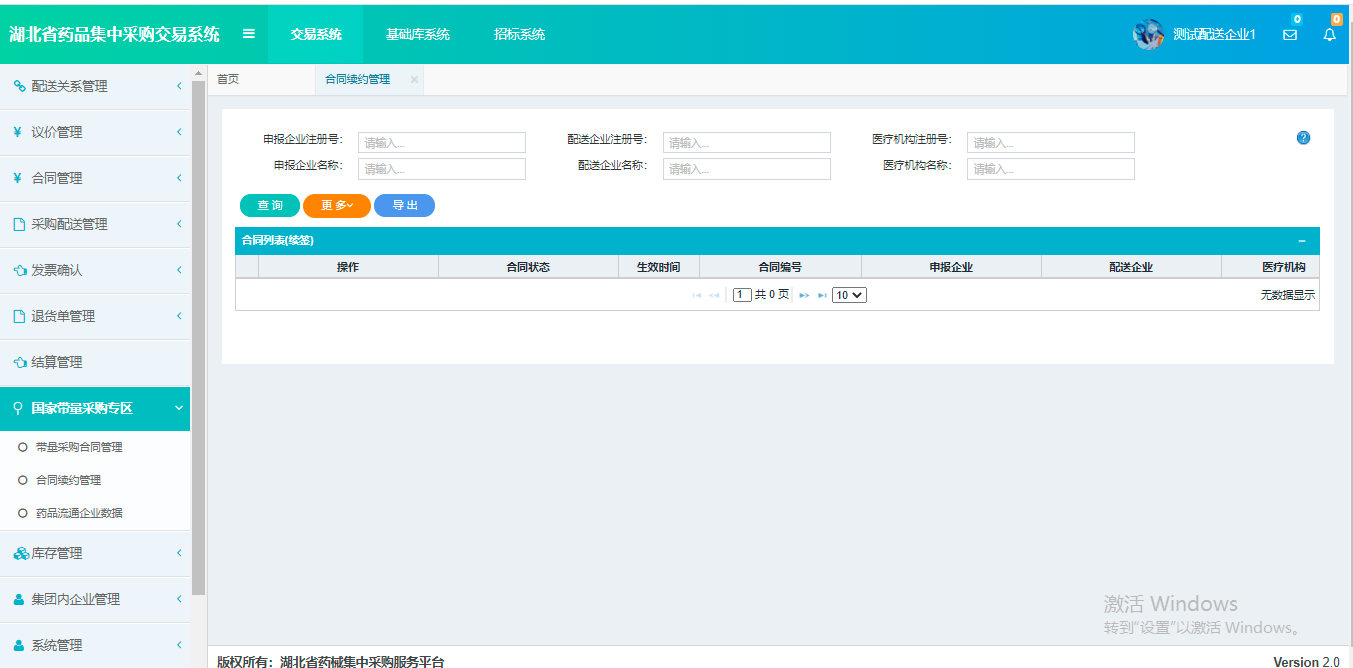 湖北省药品集中采购交易系统 交易系统 基础库系统 招标系统 测试配送企业1 0 0
配送关系管理
议价管理
合同管理
采购配送管理
发票确认
退货单管理
结算管理
国家带量采购专区
带量采购合同管理
合同续约管理
药品流通企业数据
库存管理
集团内企业管理
系统管理
首页 合同续约管理
申报企业注册号: 请输入... 配送企业注册号: 请输入... 医疗机构注册号: 请输入...
申报企业名称: 请输入... 配送企业名称: 请输入... 医疗机构名称: 请输入...
查 询 更 多 导 出
合同列表(续签)
操作 合同状态 生效时间 合同编号 申报企业 配送企业 医疗机构
1 共 0 页 10 无数据显示
激活 Windows
转到"设置"以激活 Windows。
版权所有: 湖北省药械集中采购服务平台 Version 2.0